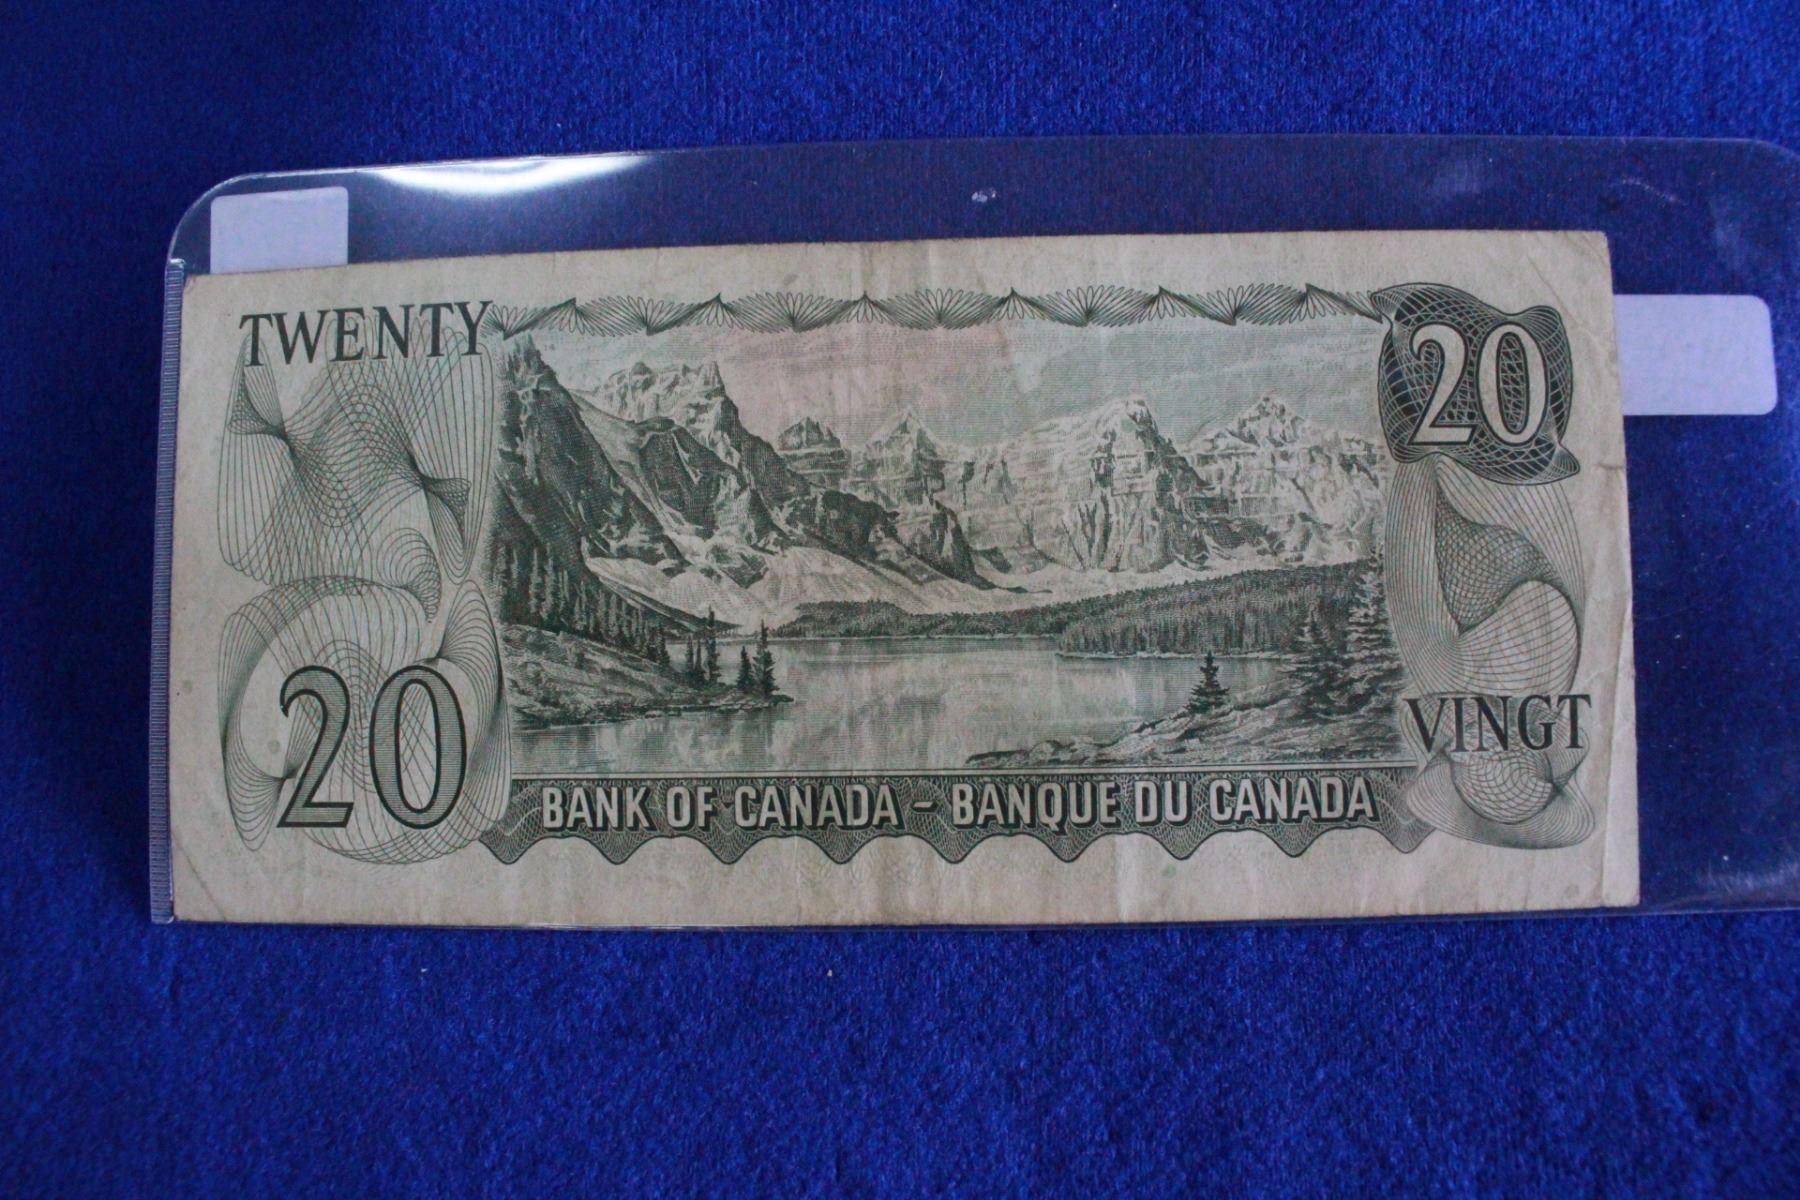 TWENTY
20
20
VINGT
BANK OF CANADA - BANQUE DU CANADA